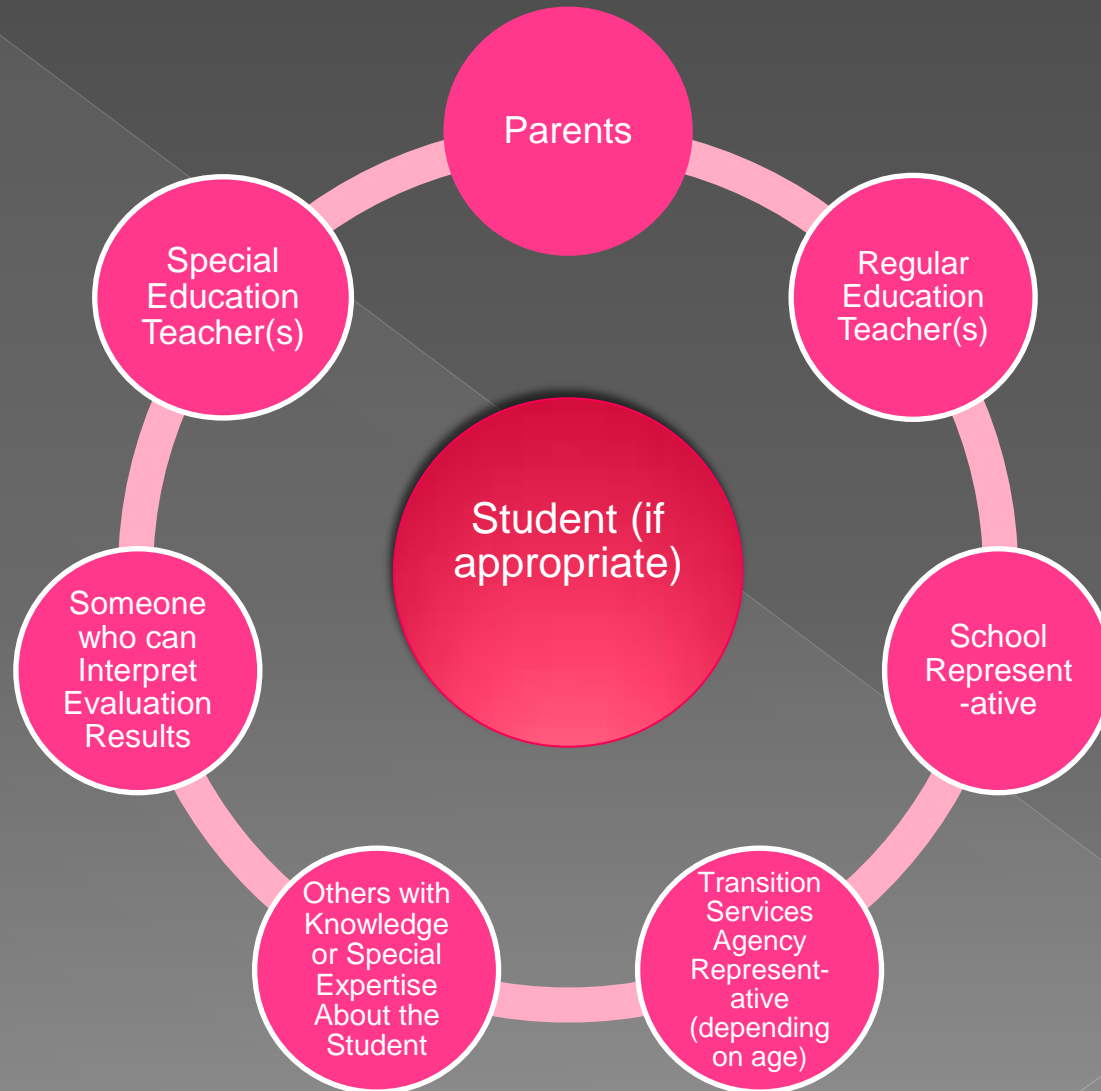 Parents
Special
Education
Teacher(s)
Regular
Education
Teacher(s)
Student (if
appropriate)
Someone
who can
Interpret
Evaluation
Results
School
Represent
-ative
Others with
Knowledge
or Special
Expertise
About the
Student
Transition
Services
Agency
Represent-
ative
(depending
on age)